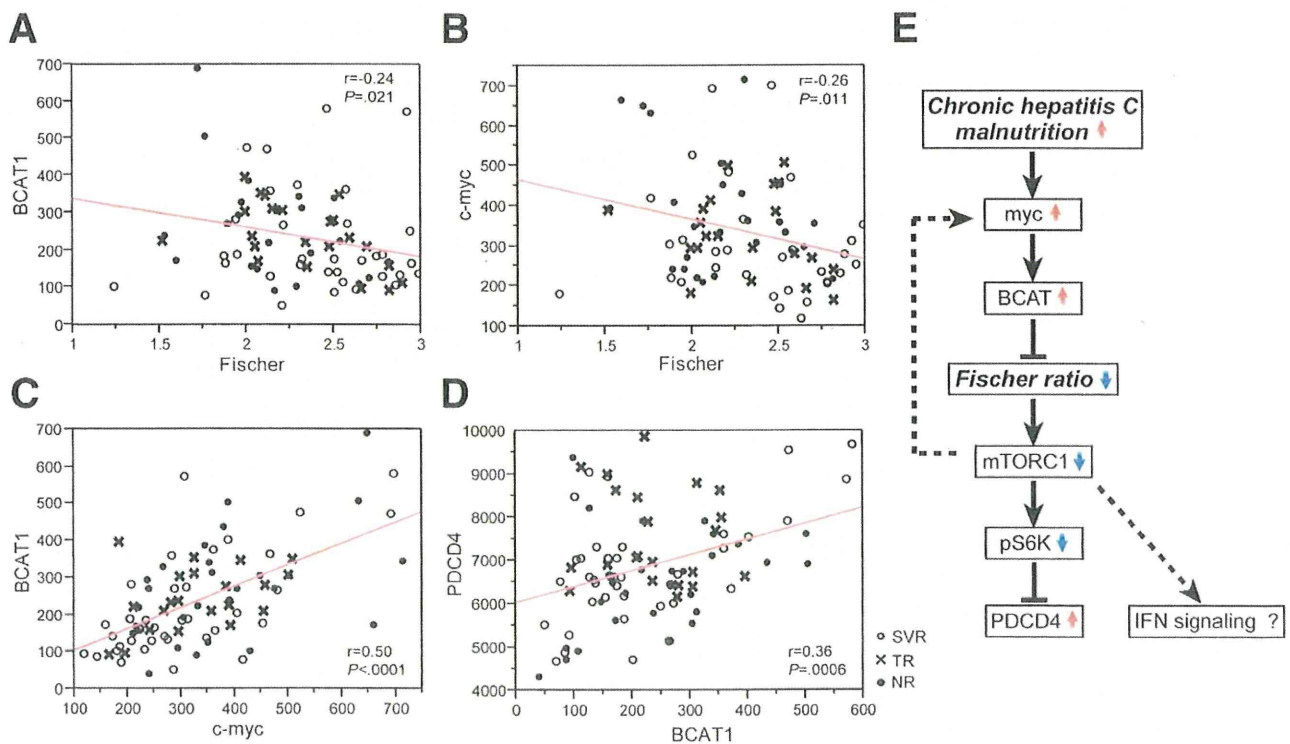 A
BCAT1
700
600
500
400
300
200
100
0
r=-0.24
P=.021
1
1.5
2
2.5
3
Fischer
B
c-myc
700
600
500
400
300
200
100
r=-0.26
P=.011
1
1.5
2
2.5
3
Fischer
C
BCAT1
700
600
500
400
300
200
100
0
r=0.50
P<.0001
100
200
300
400
500
600
700
c-myc
D
PDCD4
10000
9000
8000
7000
6000
5000
4000
r=0.36
P=.0006
0
100
200
300
400
500
600
BCAT1
SVR
TR
NR
E
Chronic hepatitis C
malnutrition
myc
BCAT
Fischer ratio
mTORC1
pS6K
PDCD4
IFN signaling ?